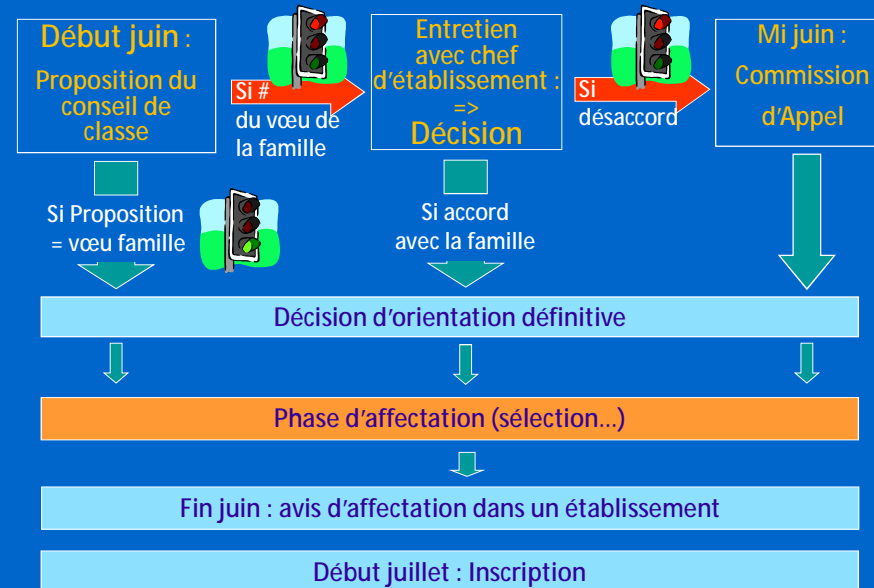 Début juin :
Proposition du
conseil de
classe
Si #
du vœu de
la famille
Entretien
avec chef
d'établissement :
=>
Décision
Si
désaccord
Mi juin :
Commission
d'Appel
Si Proposition
= vœu famille
Si accord
avec la famille
Décision d'orientation définitive
Phase d'affectation (sélection...)
Fin juin : avis d'affectation dans un établissement
Début juillet : Inscription